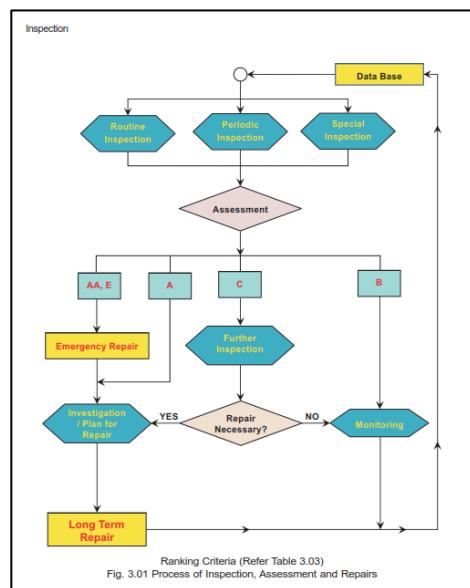 Inspection
Data Base
Routine
Inspection
Periodic
Inspection
Special
Inspection
Assessment
AA, E
A
C
B
Emergency Repair
Further
Inspection
Investigation
/ Plan for
Repair
YES
Repair
Necessary?
NO
Monitoring
Long Term
Repair
Ranking Criteria (Refer Table 3.03)
Fig. 3.01 Process of Inspection, Assessment and Repairs